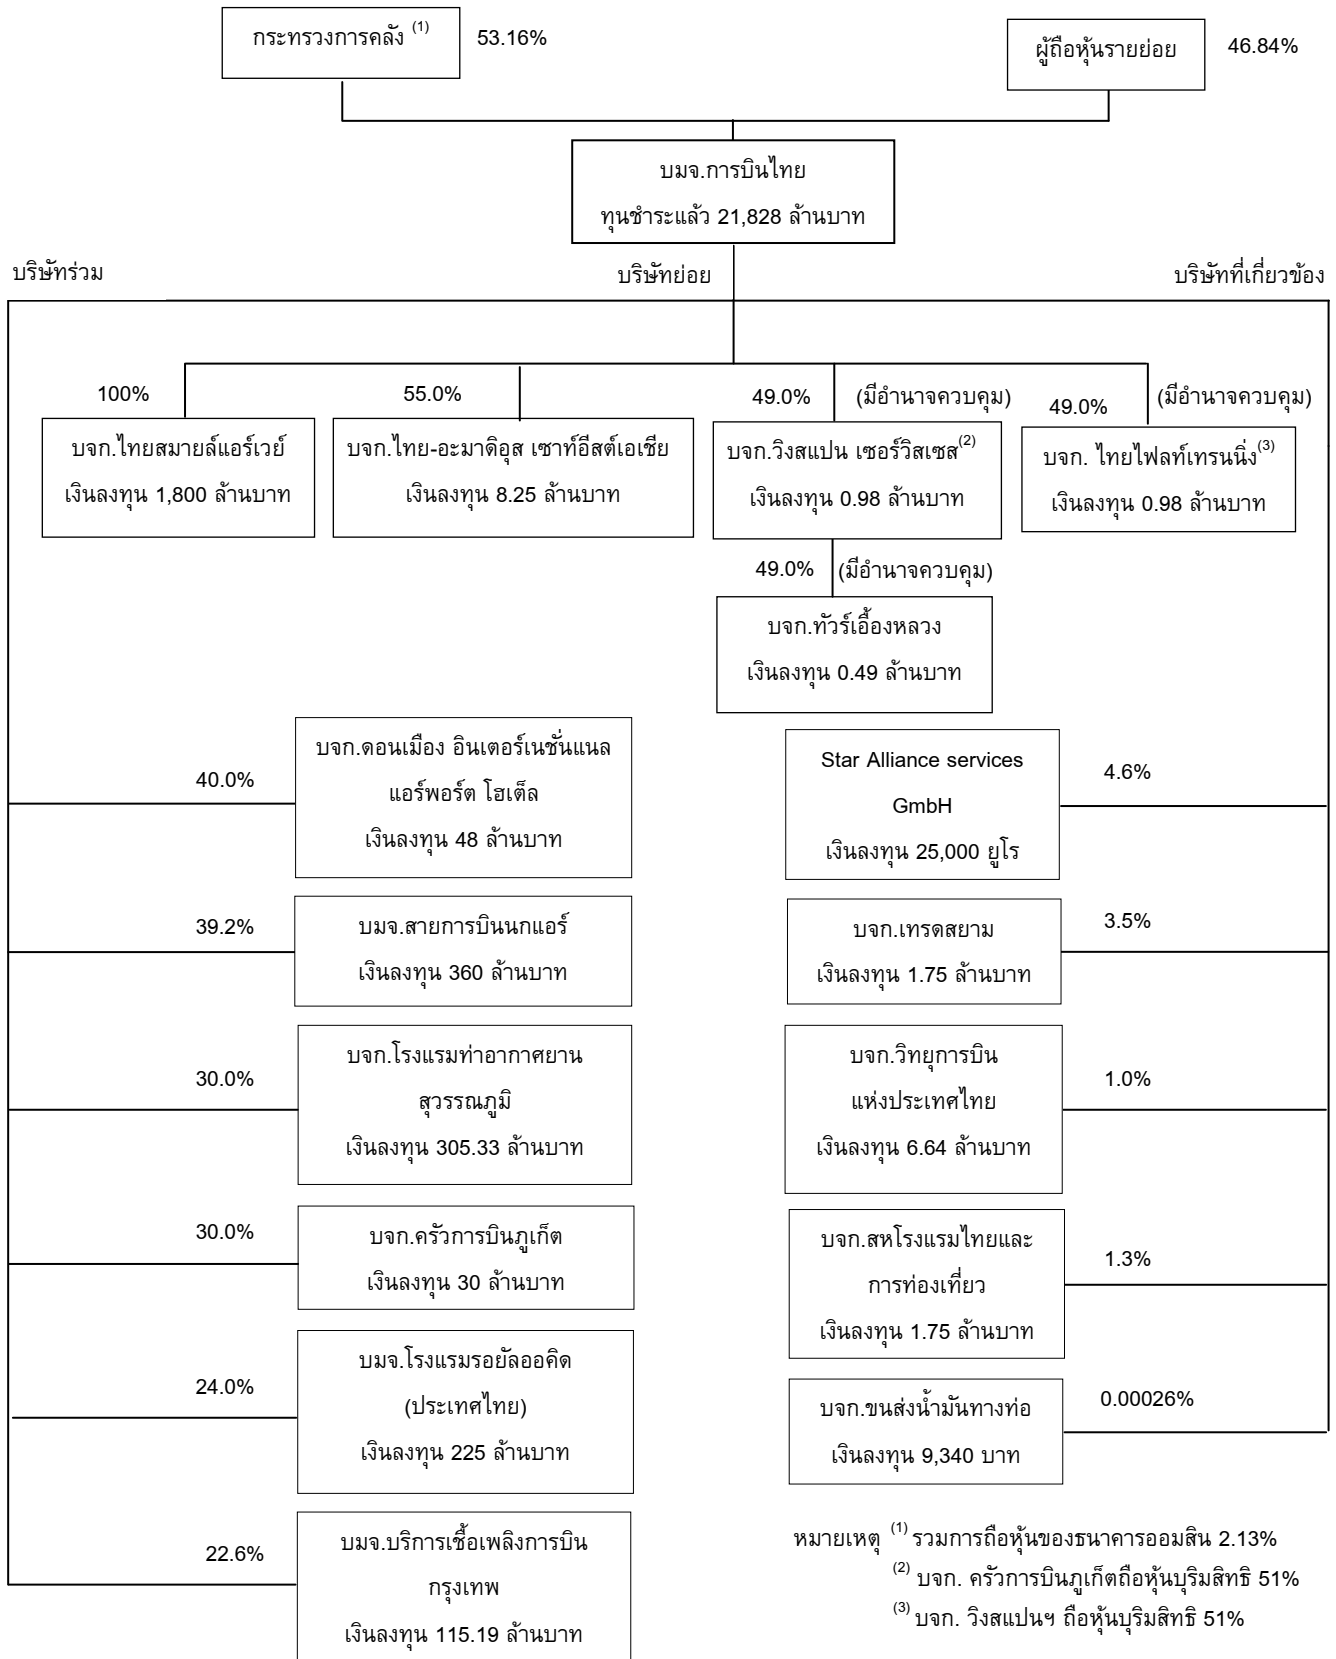 กระทรวงการคลัง (1)
53.16%
ผู้ถือหุ้นรายย่อย
46.84%
บมจ.การบินไทย
ทุนชำระแล้ว 21,828 ล้านบาท
บริษัทร่วม
บริษัทย่อย
บริษัทที่เกี่ยวข้อง
100%
บจก.ไทยสมายล์แอร์เวย์
เงินลงทุน 1,800 ล้านบาท
55.0%
บจก.ไทย-อะมาดิอุส เซาท์อีสต์เอเชีย
เงินลงทุน 8.25 ล้านบาท
49.0% (มีอำนาจควบคุม)
บจก.วิงสแปน เซอร์วิสเซส(2)
เงินลงทุน 0.98 ล้านบาท
49.0% (มีอำนาจควบคุม)
บจก. ไทยไฟลท์เทรนนิ่ง(3)
เงินลงทุน 0.98 ล้านบาท
49.0% (มีอำนาจควบคุม)
บจก.ทัวร์เอื้องหลวง
เงินลงทุน 0.49 ล้านบาท
40.0%
บจก.ดอนเมือง อินเตอร์เนชั่นแนล
แอร์พอร์ต โฮเต็ล
เงินลงทุน 48 ล้านบาท
39.2%
บมจ.สายการบินนกแอร์
เงินลงทุน 360 ล้านบาท
30.0%
บจก.โรงแรมท่าอากาศยาน
สุวรรณภูมิ
เงินลงทุน 305.33 ล้านบาท
30.0%
บจก.ครัวการบินภูเก็ต
เงินลงทุน 30 ล้านบาท
24.0%
บมจ.โรงแรมรอยัลออคิด
(ประเทศไทย)
เงินลงทุน 225 ล้านบาท
22.6%
บมจ.บริการเชื้อเพลิงการบิน
กรุงเทพ
เงินลงทุน 115.19 ล้านบาท
Star Alliance services
GmbH
เงินลงทุน 25,000 ยูโร
4.6%
บจก.เทรดสยาม
เงินลงทุน 1.75 ล้านบาท
3.5%
บจก.วิทยุการบิน
แห่งประเทศไทย
เงินลงทุน 6.64 ล้านบาท
1.0%
บจก.สหโรงแรมไทยและ
การท่องเที่ยว
เงินลงทุน 1.75 ล้านบาท
1.3%
บจก.ขนส่งน้ำมันทางท่อ
เงินลงทุน 9,340 บาท
0.00026%
หมายเหตุ (1) รวมการถือหุ้นของธนาคารออมสิน 2.13%
(2) บจก. ครัวการบินภูเก็ตถือหุ้นบุริมสิทธิ 51%
(3) บจก. วิงสแปนฯ ถือหุ้นบุริมสิทธิ 51%